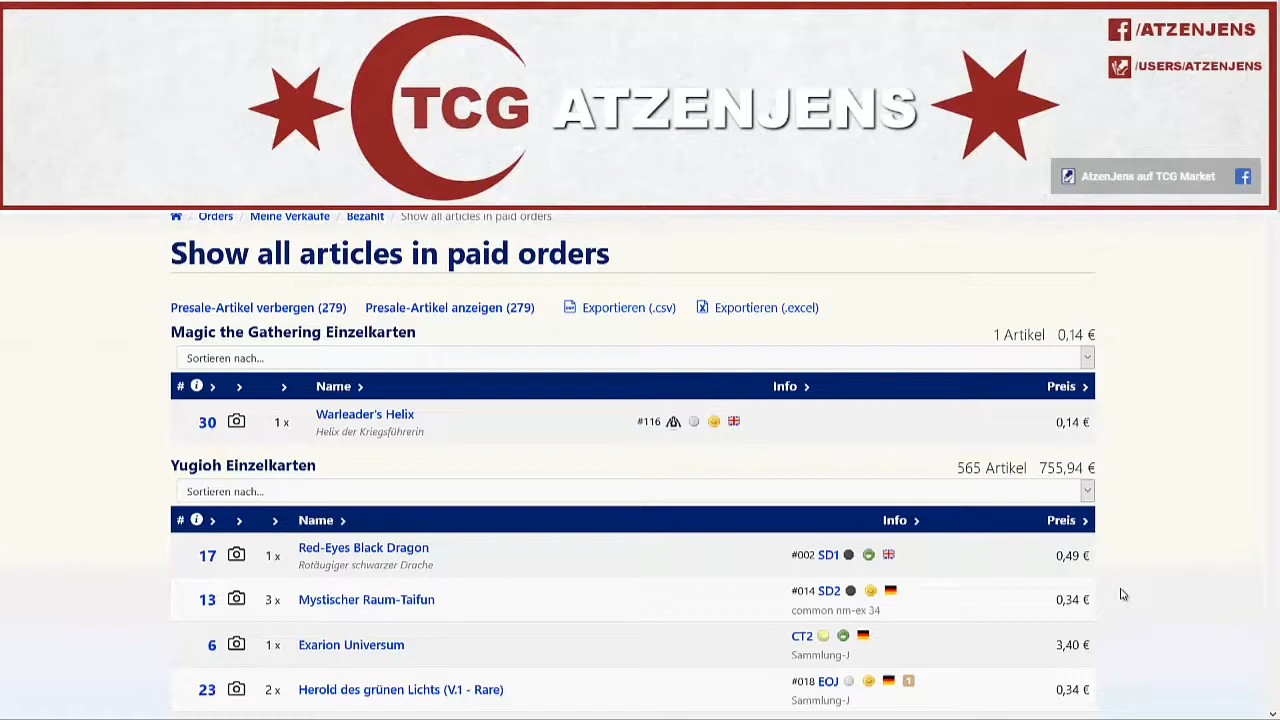 /ATZENJENS
/USERS/ATZENJENS
TCG ATZENJENS
AtzenJens auf TCG Market
/ Orders / Meine Verkäufe / Bezahlt / Show all articles in paid orders
Show all articles in paid orders
Presale-Artikel verbergen (279) Presale-Artikel anzeigen (279) Exportieren (.csv) Exportieren (.excel)
Magic the Gathering Einzelkarten 1 Artikel 0,14 €
Sortieren nach...
# Name Info Preis
30 1 x Warleader's Helix #116 0,14 €
Helix der Kriegsführerin
Yugioh Einzelkarten 565 Artikel 755,94 €
Sortieren nach...
# Name Info Preis
17 1 x Red-Eyes Black Dragon #002 SD1 0,49 €
Rotäugiger schwarzer Drache
13 3 x Mystischer Raum-Taifun #014 SD2 0,34 €
common nm-ex 34
6 1 x Exarion Universum CT2 3,40 €
Sammlung-J
23 2 x Herold des grünen Lichts (V.1 - Rare) #018 EOJ 1 0,34 €
Sammlung-J